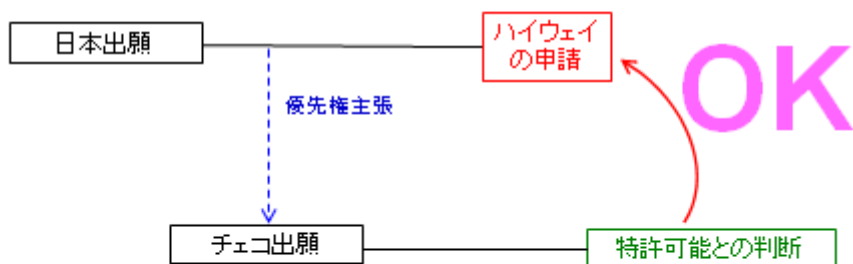 日本出願
ハイウェイ
の申請
OK
優先権主張
チェコ出願
特許可能との判断